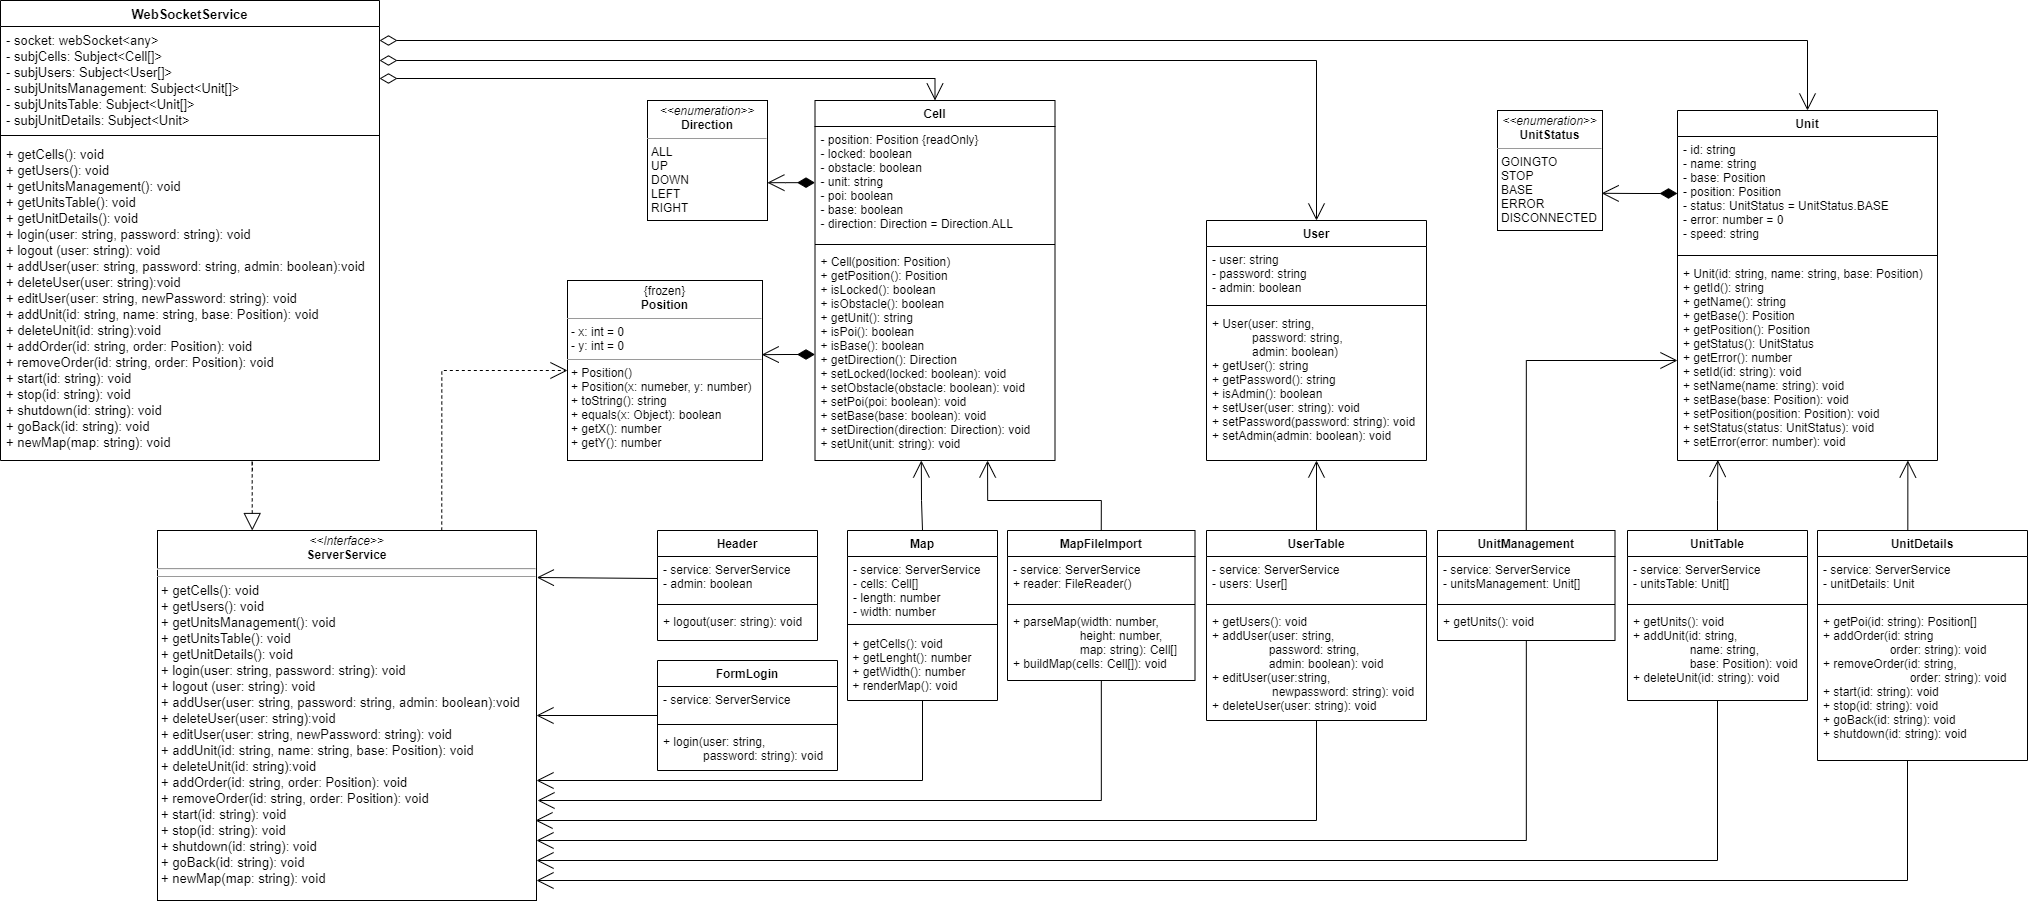 WebSocketService
- socket: webSocket<any>
- subjCells: Subject<Cell[]>
- subjUsers: Subject<User[]>
- subjUnitsManagement: Subject<Unit[]>
- subjUnitsTable: Subject<Unit[]>
- subjUnitDetails: Subject<Unit>
+ getCells(): void
+ getUsers(): void
+ getUnitsManagement(): void
+ getUnitsTable(): void
+ getUnitDetails(): void
+ login(user: string, password: string): void
+ logout (user: string): void
+ addUser(user: string, password: string, admin: boolean):void
+ deleteUser(user: string):void
+ editUser(user: string, newPassword: string): void
+ addUnit(id: string, name: string, base: Position): void
+ deleteUnit(id: string):void
+ addOrder(id: string, order: Position): void
+ removeOrder(id: string, order: Position): void
+ start(id: string): void
+ stop(id: string): void
+ shutdown(id: string): void
+ goBack(id: string): void
+ newMap(map: string): void
<<enumeration>>
Direction
ALL
UP
DOWN
LEFT
RIGHT
{frozen}
Position
- x: int = 0
- y: int = 0
+ Position()
+ Position(x: numeber, y: number)
+ toString(): string
+ equals(x: Object): boolean
+ getX(): number
+ getY(): number
Cell
- position: Position {readOnly}
- locked: boolean
- obstacle: boolean
- unit: string
- poi: boolean
- base: boolean
- direction: Direction = Direction.ALL
+ Cell(position: Position)
+ getPosition(): Position
+ isLocked(): boolean
+ isObstacle(): boolean
+ getUnit(): string
+ isPoi(): boolean
+ isBase(): boolean
+ getDirection(): Direction
+ setLocked(locked: boolean): void
+ setObstacle(obstacle: boolean): void
+ setPoi(poi: boolean): void
+ setBase(base: boolean): void
+ setDirection(direction: Direction): void
+ setUnit(unit: string): void
User
- user: string
- password: string
- admin: boolean
+ User(user: string,
password: string,
admin: boolean)
+ getUser(): string
+ getPassword(): string
+ isAdmin(): boolean
+ setUser(user: string): void
+ setPassword(password: string): void
+ setAdmin(admin: boolean): void
<<enumeration>>
UnitStatus
GOINGTO
STOP
BASE
ERROR
DISCONNECTED
Unit
- id: string
- name: string
- base: Position
- position: Position
- status: UnitStatus = UnitStatus.BASE
- error: number = 0
- speed: string
+ Unit(id: string, name: string, base: Position)
+ getId(): string
+ getName(): string
+ getBase(): Position
+ getPosition(): Position
+ getStatus(): UnitStatus
+ getError(): number
+ setId(id: string): void
+ setName(name: string): void
+ setBase(base: Position): void
+ setPosition(position: Position): void
+ setStatus(status: UnitStatus): void
+ setError(error: number): void
<<Interface>>
ServerService
+ getCells(): void
+ getUsers(): void
+ getUnitsManagement(): void
+ getUnitsTable(): void
+ getUnitDetails(): void
+ login(user: string, password: string): void
+ logout (user: string): void
+ addUser(user: string, password: string, admin: boolean):void
+ deleteUser(user: string):void
+ editUser(user: string, newPassword: string): void
+ addUnit(id: string, name: string, base: Position): void
+ deleteUnit(id: string):void
+ addOrder(id: string, order: Position): void
+ removeOrder(id: string, order: Position): void
+ start(id: string): void
+ stop(id: string): void
+ shutdown(id: string): void
+ goBack(id: string): void
+ newMap(map: string): void
Header
- service: ServerService
- admin: boolean
+ logout(user: string): void
FormLogin
- service: ServerService
+ login(user: string,
password: string): void
Map
- service: ServerService
- cells: Cell[]
- length: number
- width: number
+ getCells(): void
+ getLenght(): number
+ getWidth(): number
+ renderMap(): void
MapFileImport
- service: ServerService
+ reader: FileReader()
+ parseMap(width: number,
height: number,
map: string): Cell[]
+ buildMap(cells: Cell[]): void
UserTable
- service: ServerService
- users: User[]
+ getUsers(): void
+ addUser(user: string,
password: string,
admin: boolean): void
+ editUser(user:string,
newpassword: string): void
+ deleteUser(user: string): void
UnitManagement
- service: ServerService
- unitsManagement: Unit[]
+ getUnits(): void
UnitTable
- service: ServerService
- unitsTable: Unit[]
+ getUnits(): void
+ addUnit(id: string,
name: string,
base: Position): void
+ deleteUnit(id: string): void
UnitDetails
- service: ServerService
- unitDetails: Unit
+ getPoi(id: string): Position[]
+ addOrder(id: string
order: string): void
+ removeOrder(id: string,
order: string): void
+ start(id: string): void
+ stop(id: string): void
+ goBack(id: string): void
+ shutdown(id: string): void